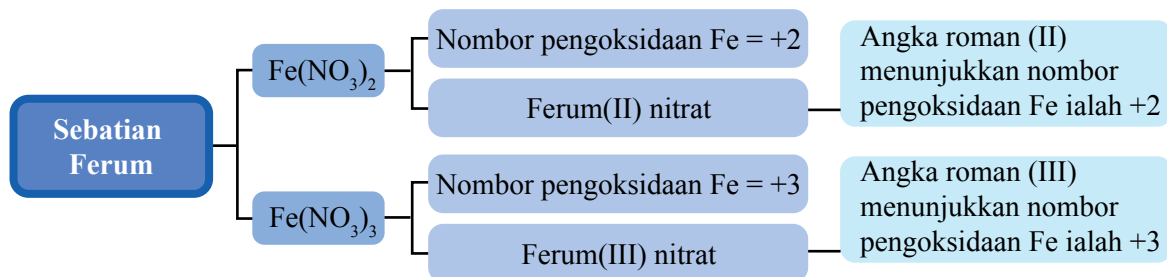 Sebatian
Ferum
Fe(NO₃)₂
Nombor pengoksidaan Fe = +2
Ferum(II) nitrat
Angka roman (II)
menunjukkan nombor
pengoksidaan Fe ialah +2
Fe(NO₃)₃
Nombor pengoksidaan Fe = +3
Ferum(III) nitrat
Angka roman (III)
menunjukkan nombor
pengoksidaan Fe ialah +3